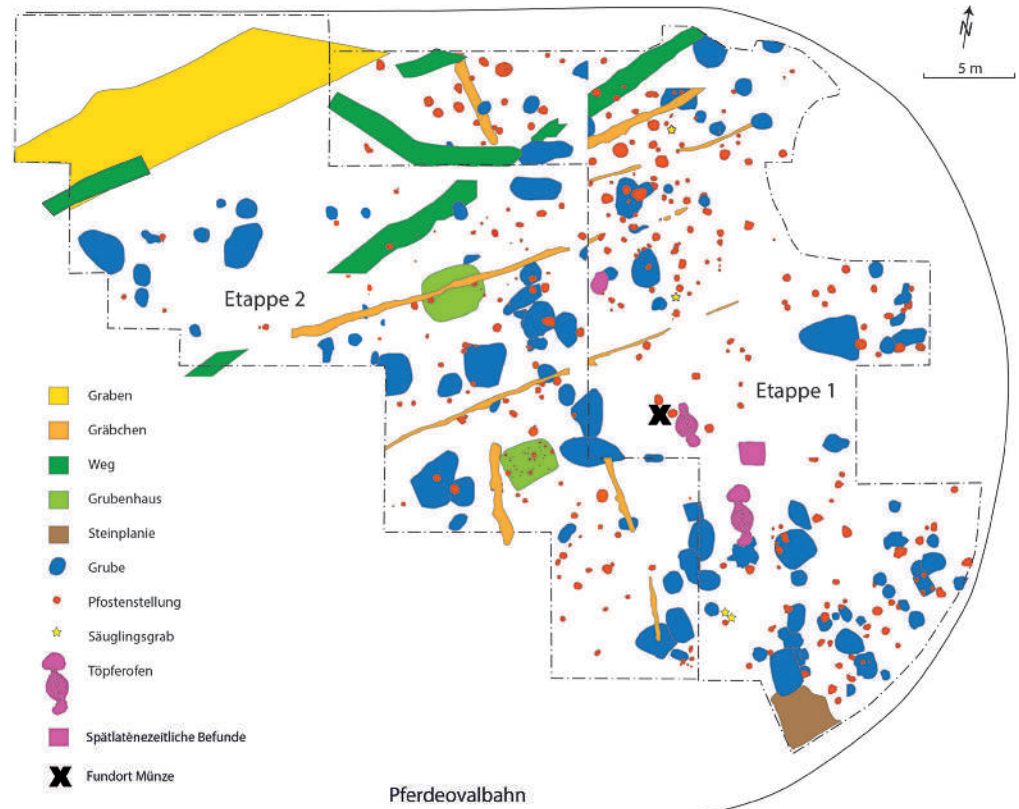 N
5 m
Etappe 2
Etappe 1
Graben
Gräbchen
Weg
Grubenhaus
Steinplanie
Grube
Pfostenstellung
Säuglingsgrab
Töpferofen
Spätlatènezeitliche Befunde
Fundort Münze
Pferdeovalbahn